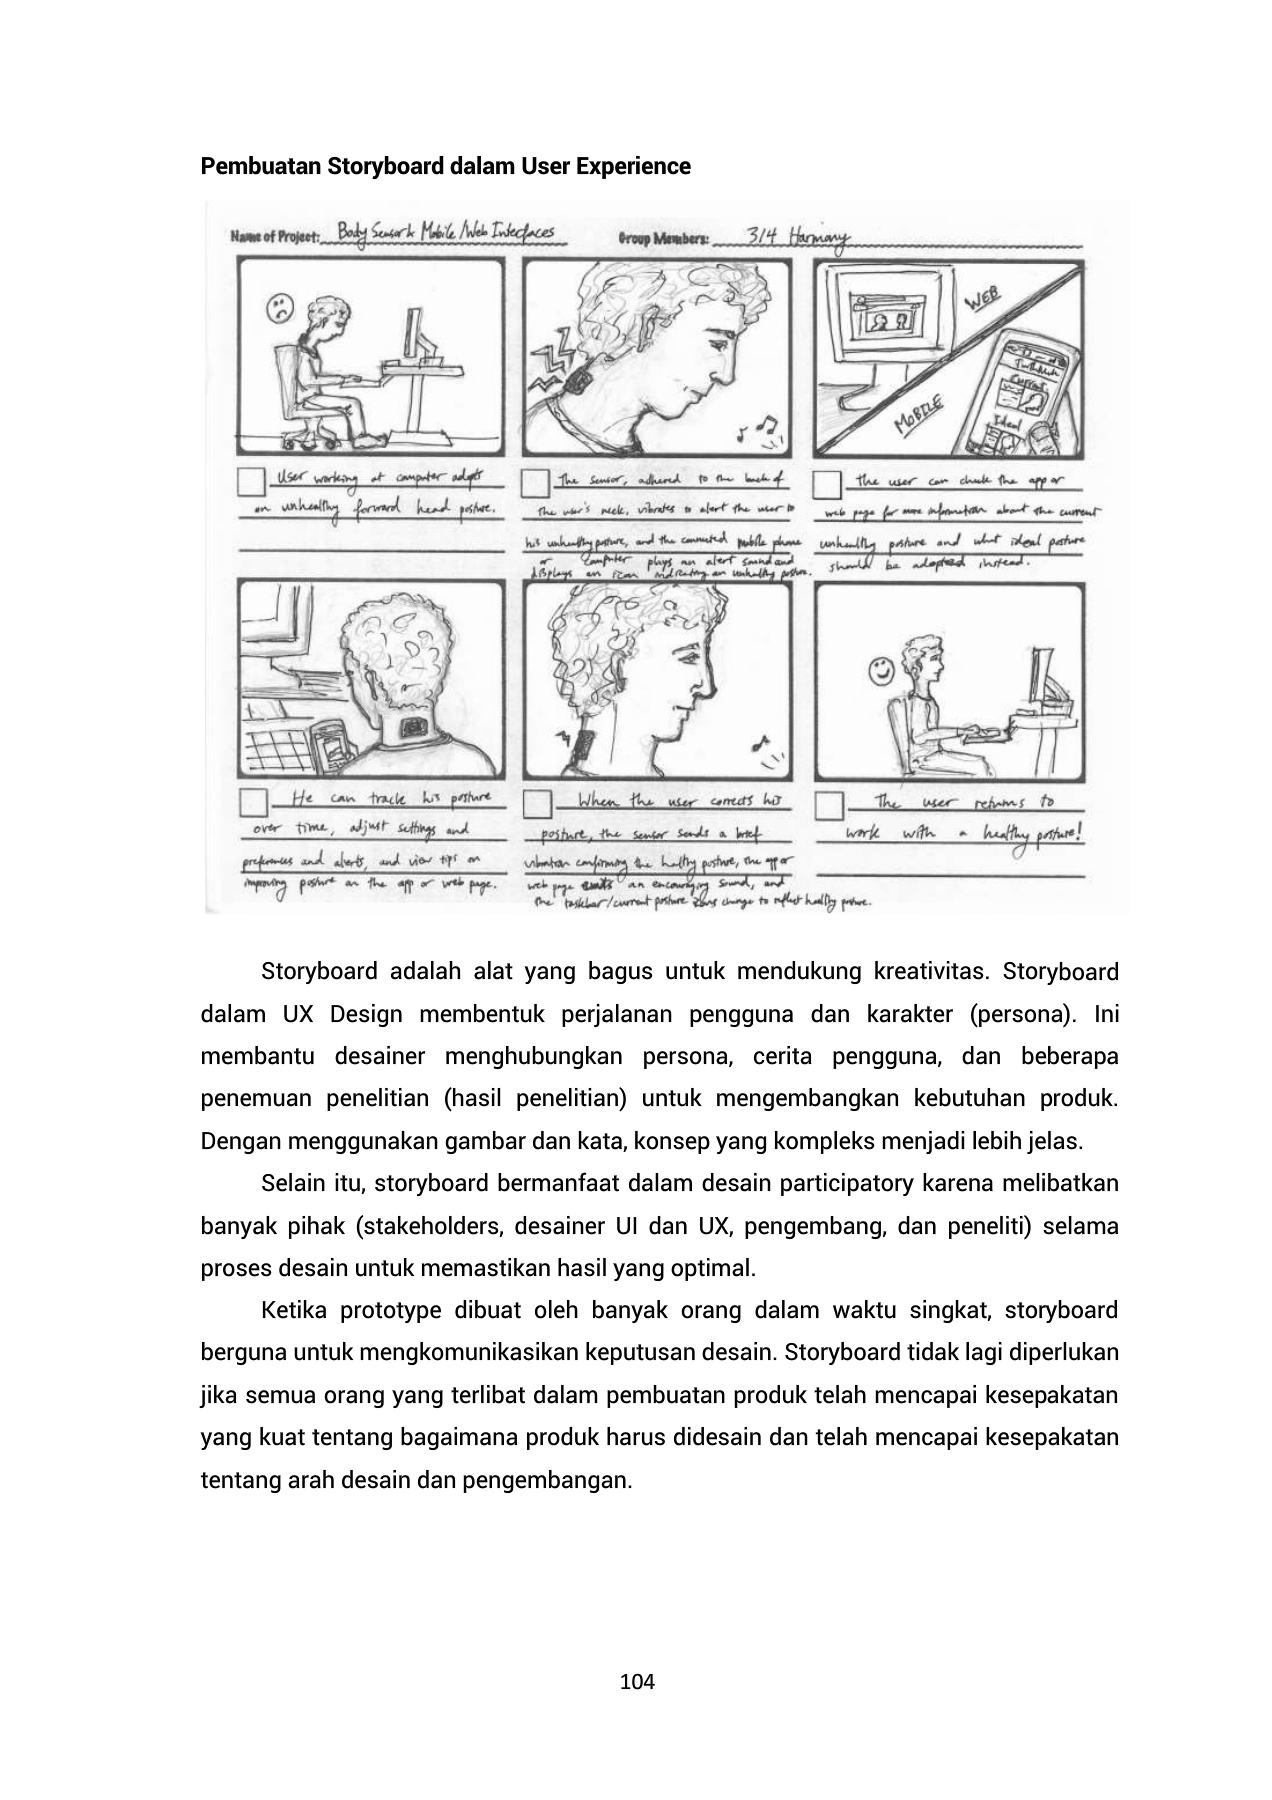 Pembuatan Storyboard dalam User Experience
Name of Project: Body Sensor & Mobile/Web Interfaces
Group Members: 3/4 Harmony
WEB
MOBILE
Current
Ideal
User working at computer adopts
an unhealthy forward head posture.
The sensor, adhered to the back of
the user's neck, vibrates to alert the user to
his unhealthy posture, and the connected mobile phone
or computer plays an alert sound and
displays an icon indicating an unhealthy posture.
The user can check the app or
web page for more information about the current
unhealthy posture and what ideal posture
should be adopted instead.
He can track his posture
over time, adjust settings and
preferences and alerts, and view tips on
improving posture on the app or web page.
When the user corrects his
posture, the sensor sends a brief
vibration confirming the healthy posture, the app or
web page emits an encouraging sound, and
the taskbar/current posture icons change to reflect healthy posture.
The user returns to
work with a healthy posture!
Storyboard adalah alat yang bagus untuk mendukung kreativitas. Storyboard
dalam UX Design membentuk perjalanan pengguna dan karakter (persona). Ini
membantu desainer menghubungkan persona, cerita pengguna, dan beberapa
penemuan penelitian (hasil penelitian) untuk mengembangkan kebutuhan produk.
Dengan menggunakan gambar dan kata, konsep yang kompleks menjadi lebih jelas.
Selain itu, storyboard bermanfaat dalam desain participatory karena melibatkan
banyak pihak (stakeholders, desainer UI dan UX, pengembang, dan peneliti) selama
proses desain untuk memastikan hasil yang optimal.
Ketika prototype dibuat oleh banyak orang dalam waktu singkat, storyboard
berguna untuk mengkomunikasikan keputusan desain. Storyboard tidak lagi diperlukan
jika semua orang yang terlibat dalam pembuatan produk telah mencapai kesepakatan
yang kuat tentang bagaimana produk harus didesain dan telah mencapai kesepakatan
tentang arah desain dan pengembangan.
104